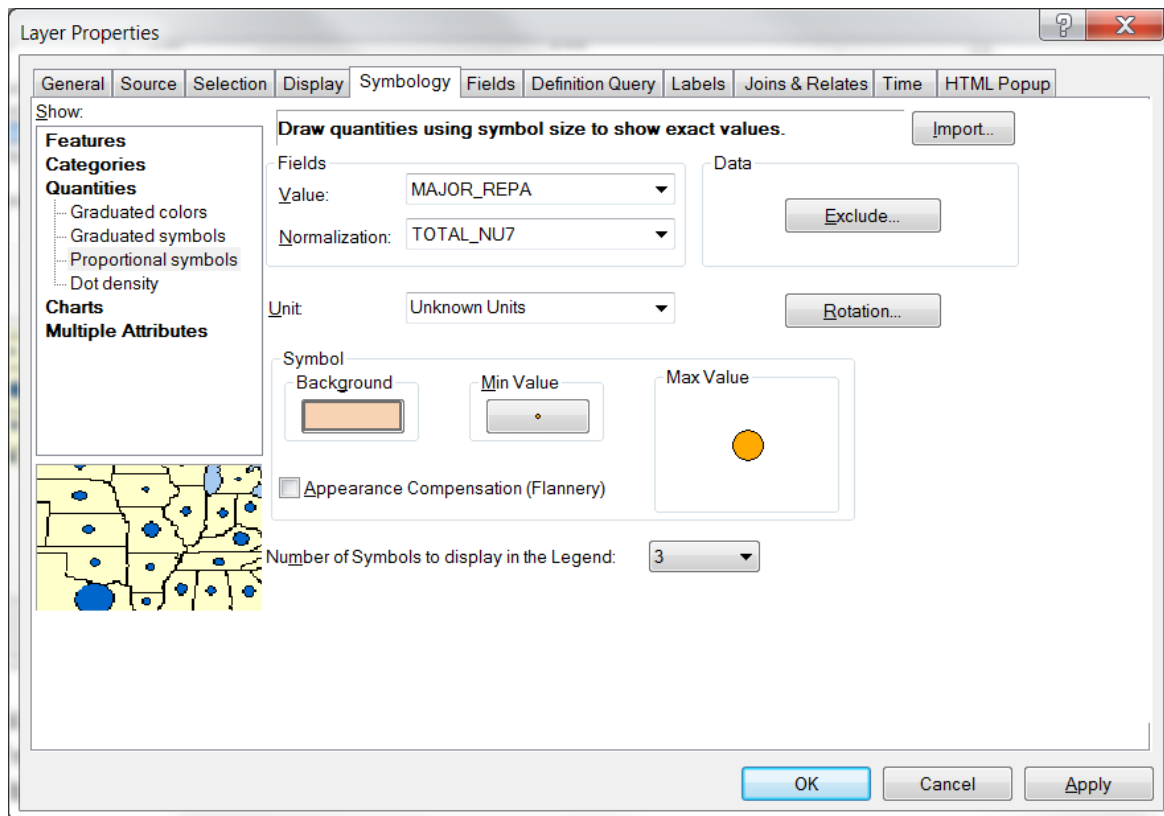 Layer Properties
? X
General Source Selection Display Symbology Fields Definition Query Labels Joins & Relates Time HTML Popup
Show:
Features
Categories
Quantities
Graduated colors
Graduated symbols
Proportional symbols
Dot density
Charts
Multiple Attributes
Draw quantities using symbol size to show exact values.
Import...
Fields
Value: MAJOR_REPA
Normalization: TOTAL_NU7
Data
Exclude...
Unit: Unknown Units
Rotation...
Symbol
Background
Min Value
Max Value
Appearance Compensation (Flannery)
Number of Symbols to display in the Legend: 3
OK Cancel Apply